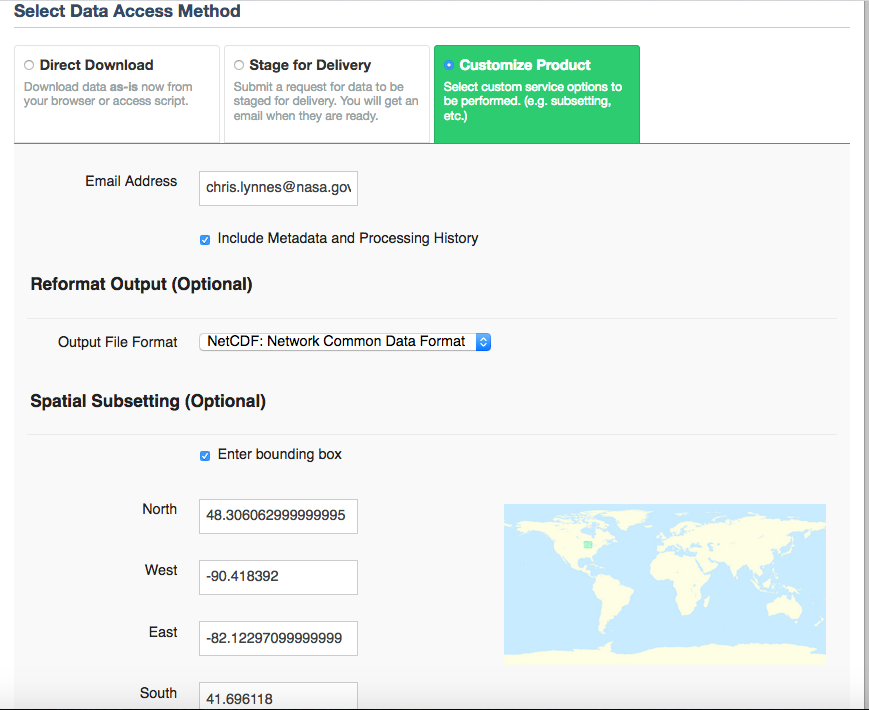 Select Data Access Method
Direct Download
Download data as-is now from
your browser or access script.
Stage for Delivery
Submit a request for data to be
staged for delivery. You will get an
email when they are ready.
Customize Product
Select custom service options to
be performed. (e.g. subsetting,
etc.)
Email Address
chris.lynnes@nasa.gov
Include Metadata and Processing History
Reformat Output (Optional)
Output File Format
NetCDF: Network Common Data Format
Spatial Subsetting (Optional)
Enter bounding box
North
48.306062999999995
West
-90.418392
East
-82.12297099999999
South
41.696118